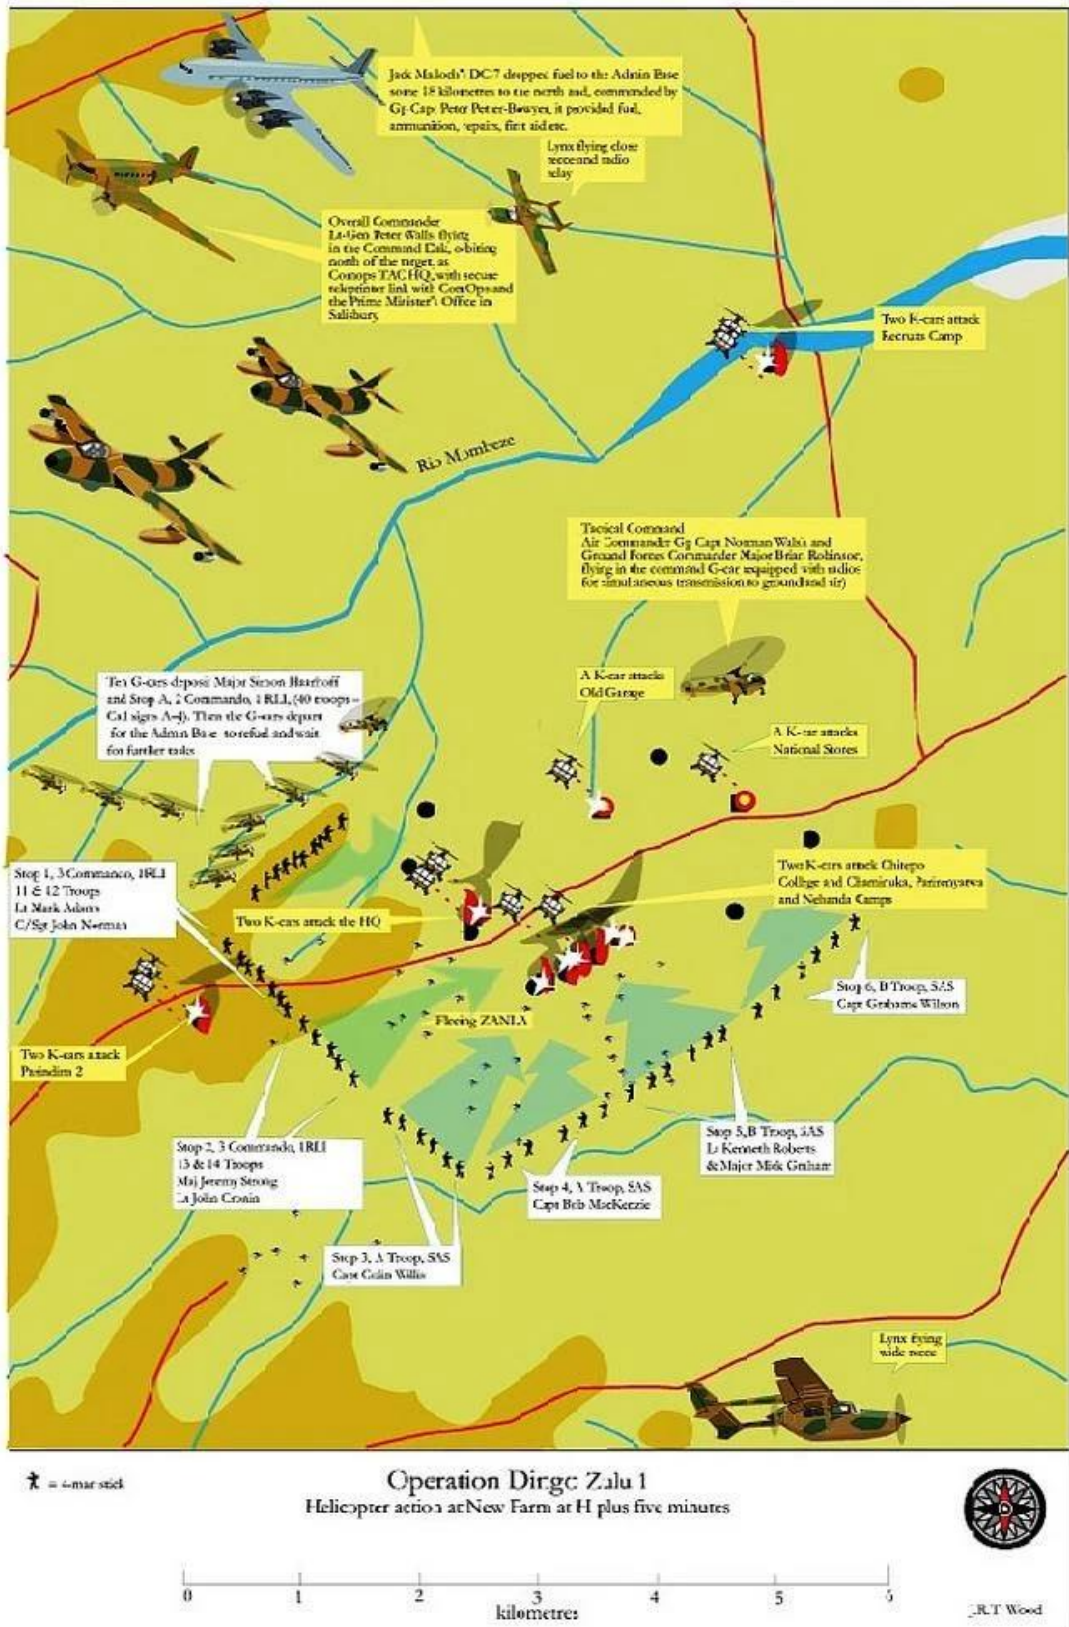 Jack Malloch's DC7 dropped fuel to the Admin Base
some 18 kilometres to the north and, commanded by
Gp Capt Peter Petter-Bowyer, it provided fuel,
ammunition, repairs, first aid etc.
Lynx flying close
recce and radio
relay
Overall Commander
Lt-Gen Peter Walls flying
in the Command Dak, orbiting
north of the target, as
Comops TACHQ, with secure
teleprinter link with ComOps and
the Prime Minister's Office in
Salisbury
Two K-cars attack
Recruits Camp
Rio Mombeze
Tactical Command
Air Commander Gp Capt Norman Walsh and
Ground Forces Commander Major Brian Robinson,
flying in the command G-car (equipped with radios
for simultaneous transmission to ground and air)
Ten G-cars deposit Major Simon Haarhoff
and Stop A, 2 Commando, 1RLI, (40 troops –
Call signs A-J). Then the G-cars depart
for the Admin Base to refuel and wait
for further tasks
A K-car attacks
Old Garage
A K-car attacks
National Stores
Stop 1, 3 Commando, 1RLI
11 & 12 Troops
Lt Mark Adams
C/Sgt John Norman
Two K-cars attack the HQ
Two K-cars attack Chitepo
College and Chamiruka, Parirenyatwa
and Nehanda Camps
Stop 6, B Troop, SAS
Capt Grahame Wilson
Fleeing ZANLA
Two K-cars attack
Pasindina 2
Stop 2, 3 Commando, 1RLI
13 & 14 Troops
Maj Jeremy Strong
Lt John Cronin
Stop 5, B Troop, SAS
Lt Kenneth Roberts
& Major Mick Graham
Stop 4, A Troop, SAS
Capt Bob MacKenzie
Stop 3, A Troop, SAS
Capt Colin Willis
Lynx flying
wide recce
= 4-man stick
Operation Dingo Zulu 1
Helicopter action at New Farm at H plus five minutes
0 1 2 3 4 5 6
kilometres
J.R.T Wood